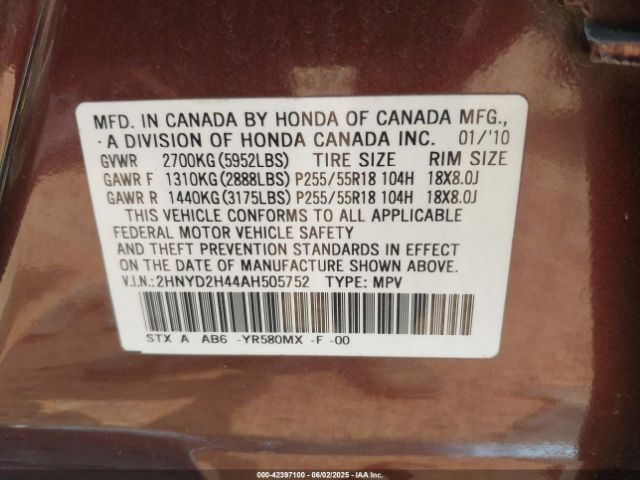 MFD. IN CANADA BY HONDA OF CANADA MFG.,
A DIVISION OF HONDA CANADA INC. 01/'10
GVWR 2700KG(5952LBS) TIRE SIZE RIM SIZE
GAWR F 1310KG(2888LBS) P255/55R18 104H 18X8.0J
GAWR R 1440KG(3175LBS) P255/55R18 104H 18X8.0J
THIS VEHICLE CONFORMS TO ALL APPLICABLE
FEDERAL MOTOR VEHICLE SAFETY
AND THEFT PREVENTION STANDARDS IN EFFECT
ON THE DATE OF MANUFACTURE SHOWN ABOVE.
V.I.N.:2HNYD2H44AH505752 TYPE: MPV
STX A AB6 -YR580MX -F -00
000-42397100 | 06/02/2025 - IAA Inc.